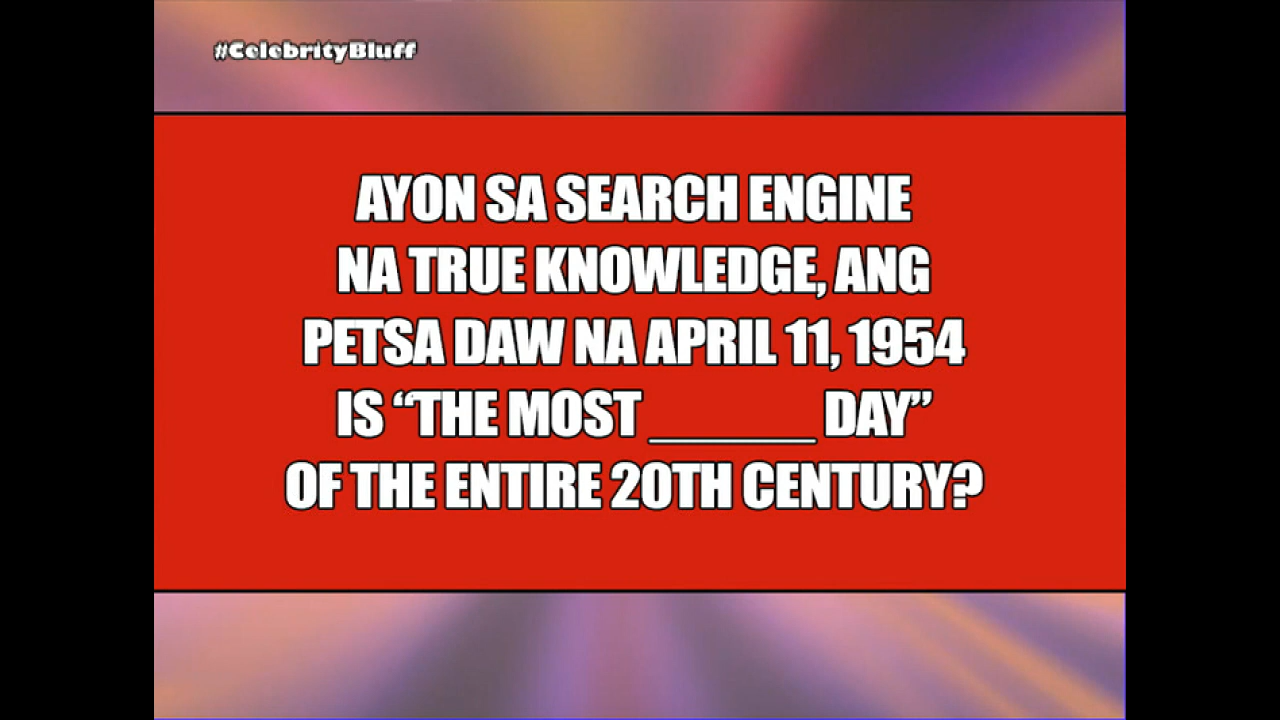 #CelebrityBluff
AYON SA SEARCH ENGINE
NA TRUE KNOWLEDGE, ANG
PETSA DAW NA APRIL 11, 1954
IS “THE MOST ______ DAY”
OF THE ENTIRE 20TH CENTURY?